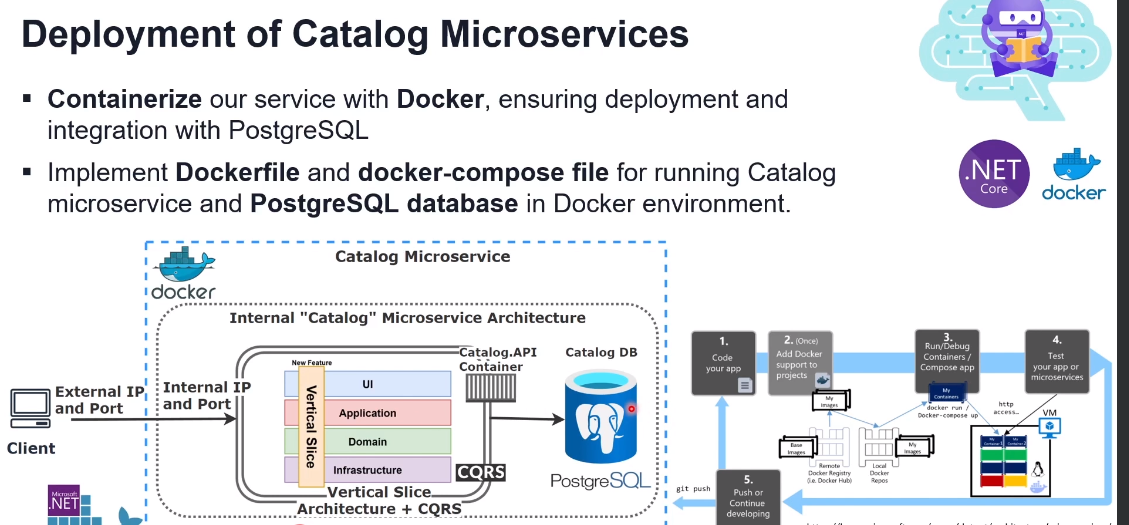 Deployment of Catalog Microservices
▪ Containerize our service with Docker, ensuring deployment and
integration with PostgreSQL
▪ Implement Dockerfile and docker-compose file for running Catalog
microservice and PostgreSQL database in Docker environment.
.NET
Core
docker
docker
Catalog Microservice
Internal "Catalog" Microservice Architecture
Client
External IP
and Port
Internal IP
and Port
New Feature
Vertical Slice
UI
Application
Domain
Infrastructure
Catalog.API
Container
CQRS
Vertical Slice
Architecture + CQRS
Catalog DB
PostgreSQL
Microsoft
.NET
1.
Code
your app
2. (Once)
Add Docker
support to
projects
3.
Run/Debug
Containers /
Compose app
4.
Test
your app or
microservices
My
Images
My
Containers
docker run /
Docker-compose up
http
access…
VM
Base
Images
My
Images
Remote
Docker Registry
(i.e. Docker Hub)
Local
Docker
Repos
My
Container 1
My
Container 2
git push
5.
Push or
Continue
developing